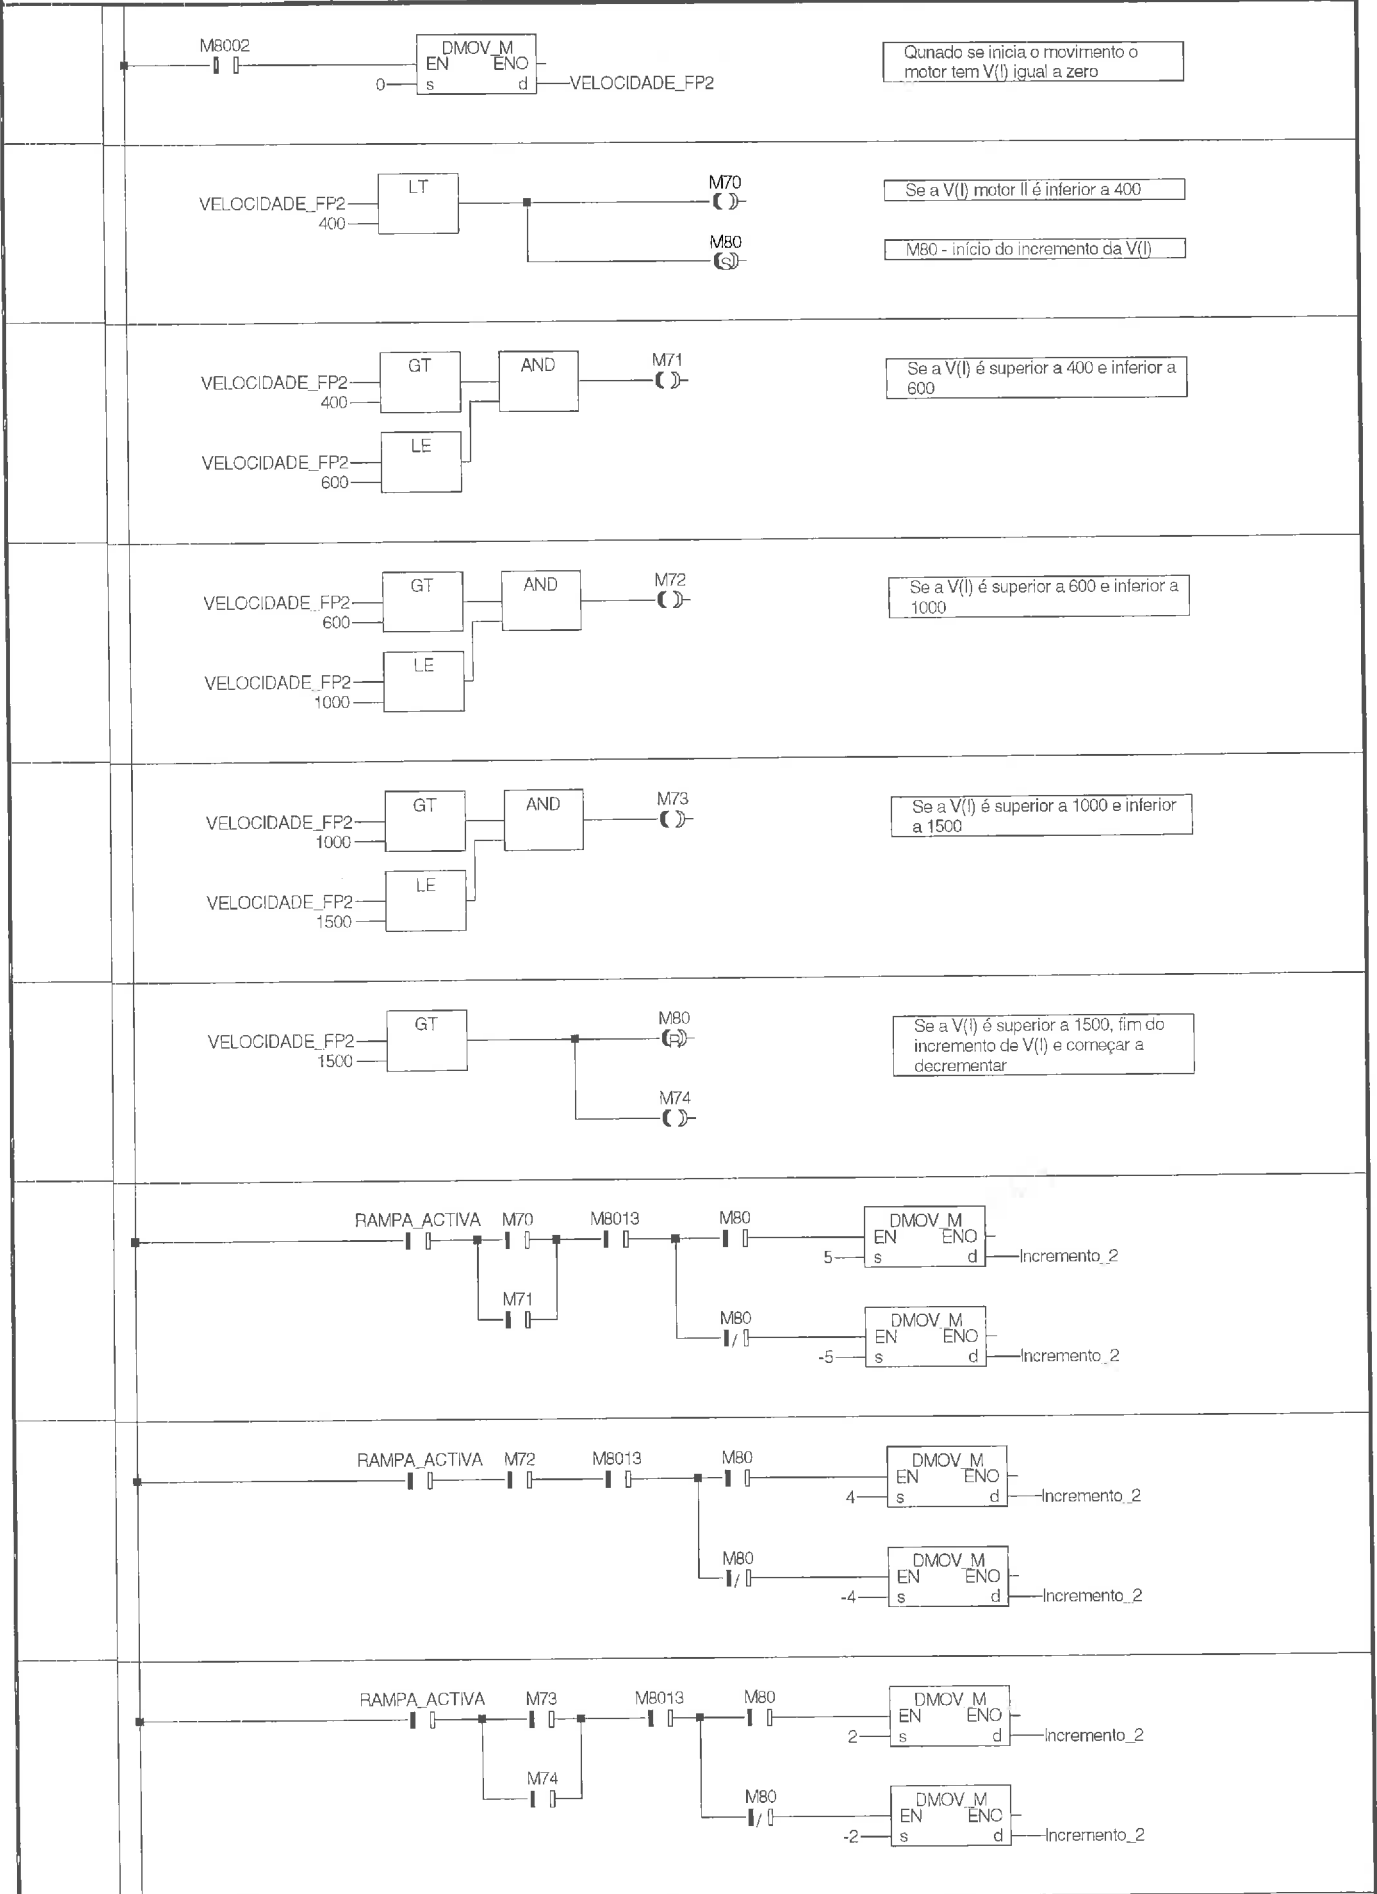 M8002
DMOV_M
EN ENO
0 s d VELOCIDADE_FP2
Qunado se inicia o movimento o
motor tem V(I) igual a zero
LT
VELOCIDADE_FP2
400
M70
M80
S
Se a V(I) motor II é inferior a 400
M80 - início do incremento da V(I)
GT AND M71
VELOCIDADE_FP2
400
LE
VELOCIDADE_FP2
600
Se a V(I) é superior a 400 e inferior a
600
GT AND M72
VELOCIDADE_FP2
600
LE
VELOCIDADE_FP2
1000
Se a V(I) é superior a 600 e inferior a
1000
GT AND M73
VELOCIDADE_FP2
1000
LE
VELOCIDADE_FP2
1500
Se a V(I) é superior a 1000 e inferior
a 1500
GT M80
VELOCIDADE_FP2 R
1500
M74
Se a V(I) é superior a 1500, fim do
incremento de V(I) e começar a
decrementar
RAMPA_ACTIVA M70 M8013 M80 DMOV_M
EN ENO
5 s d Incremento_2
M71
M80 DMOV_M
EN ENO
-5 s d Incremento_2
RAMPA_ACTIVA M72 M8013 M80 DMOV_M
EN ENO
4 s d Incremento_2
M80 DMOV_M
EN ENO
-4 s d Incremento_2
RAMPA_ACTIVA M73 M8013 M80 DMOV_M
EN ENO
2 s d Incremento_2
M74
M80 DMOV_M
EN ENO
-2 s d Incremento_2